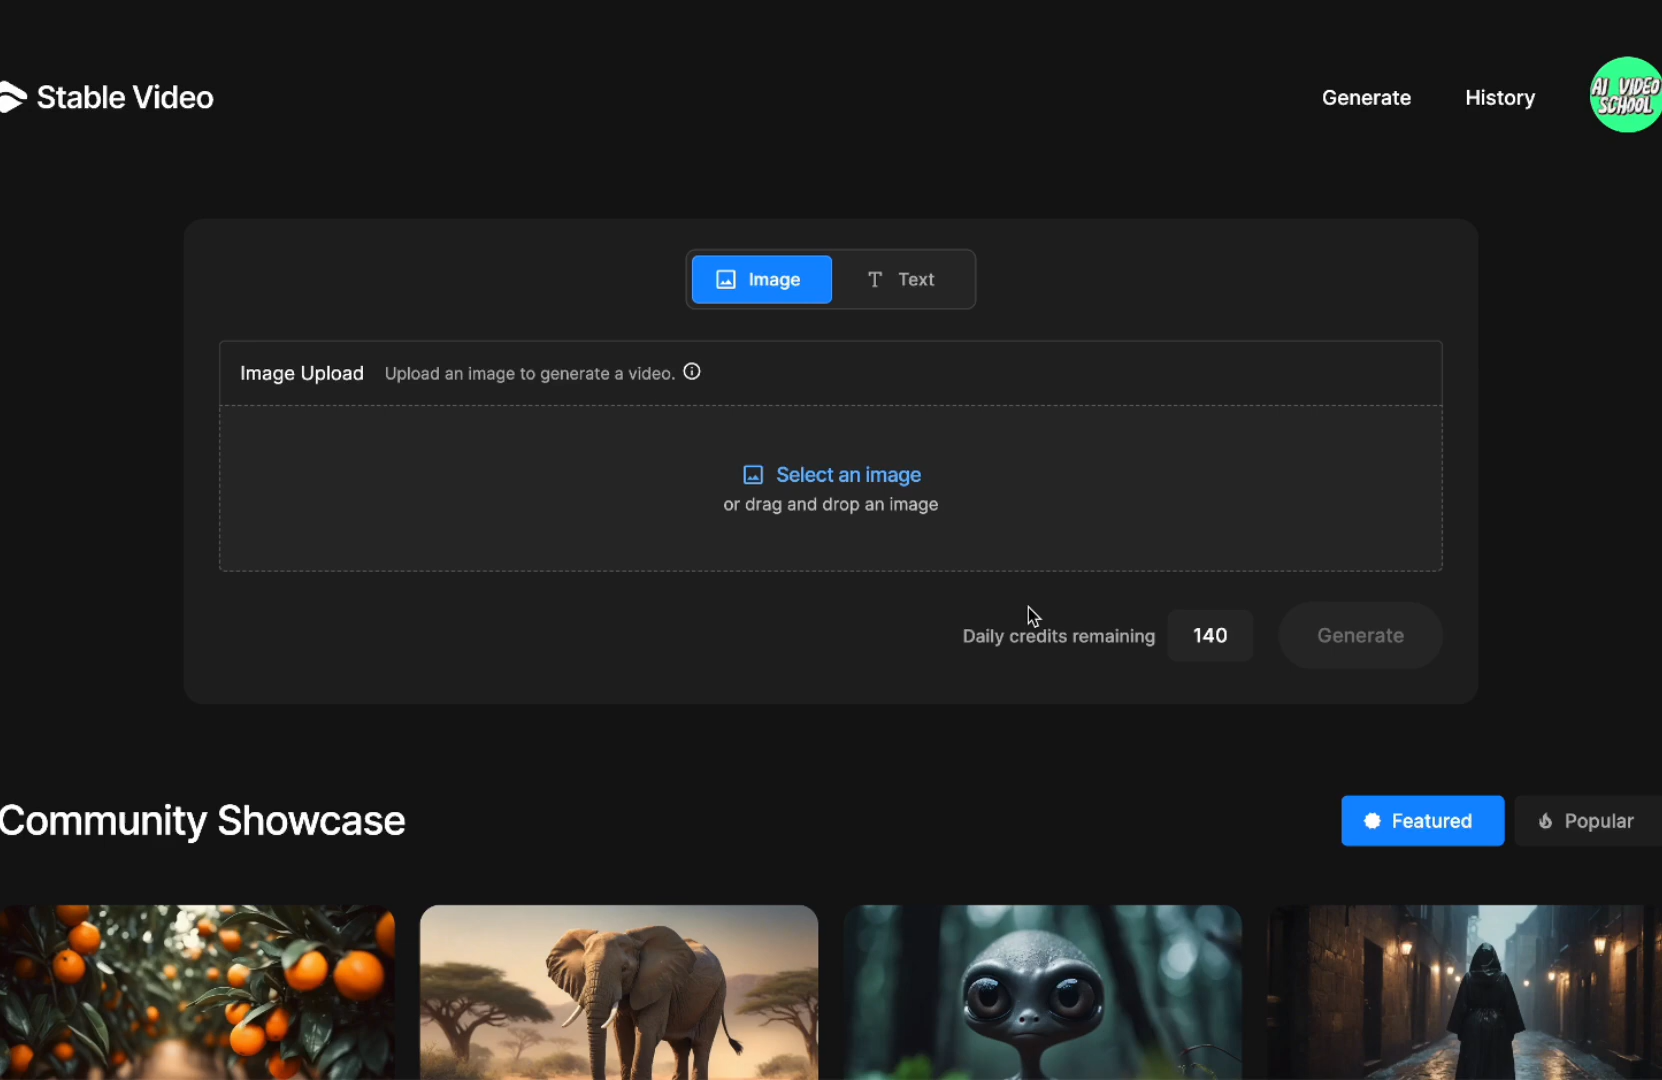 Stable Video
Generate
History
AI VIDEO
SCHOOL
Image
Text
Image Upload
Upload an image to generate a video.
Select an image
or drag and drop an image
Daily credits remaining
140
Generate
Community Showcase
Featured
Popular